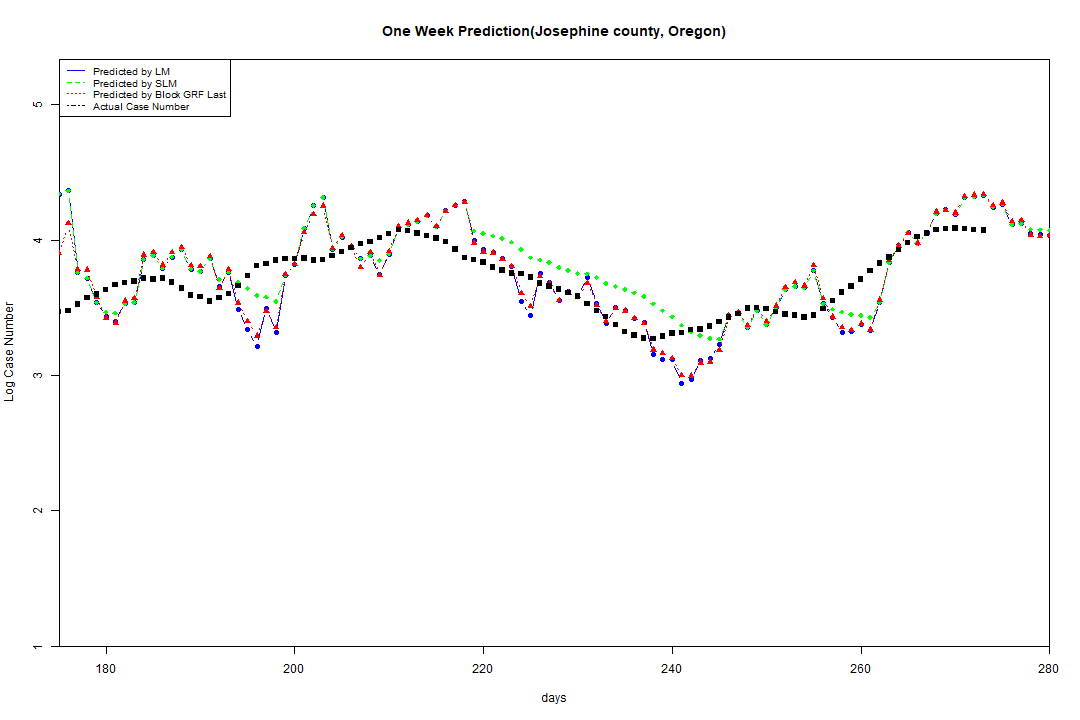 One Week Prediction(Josephine county, Oregon)
Predicted by LM
Predicted by SLM
Predicted by Block GRF Last
Actual Case Number
5
4
3
2
1
Log Case Number
180 200 220 240 260 280
days